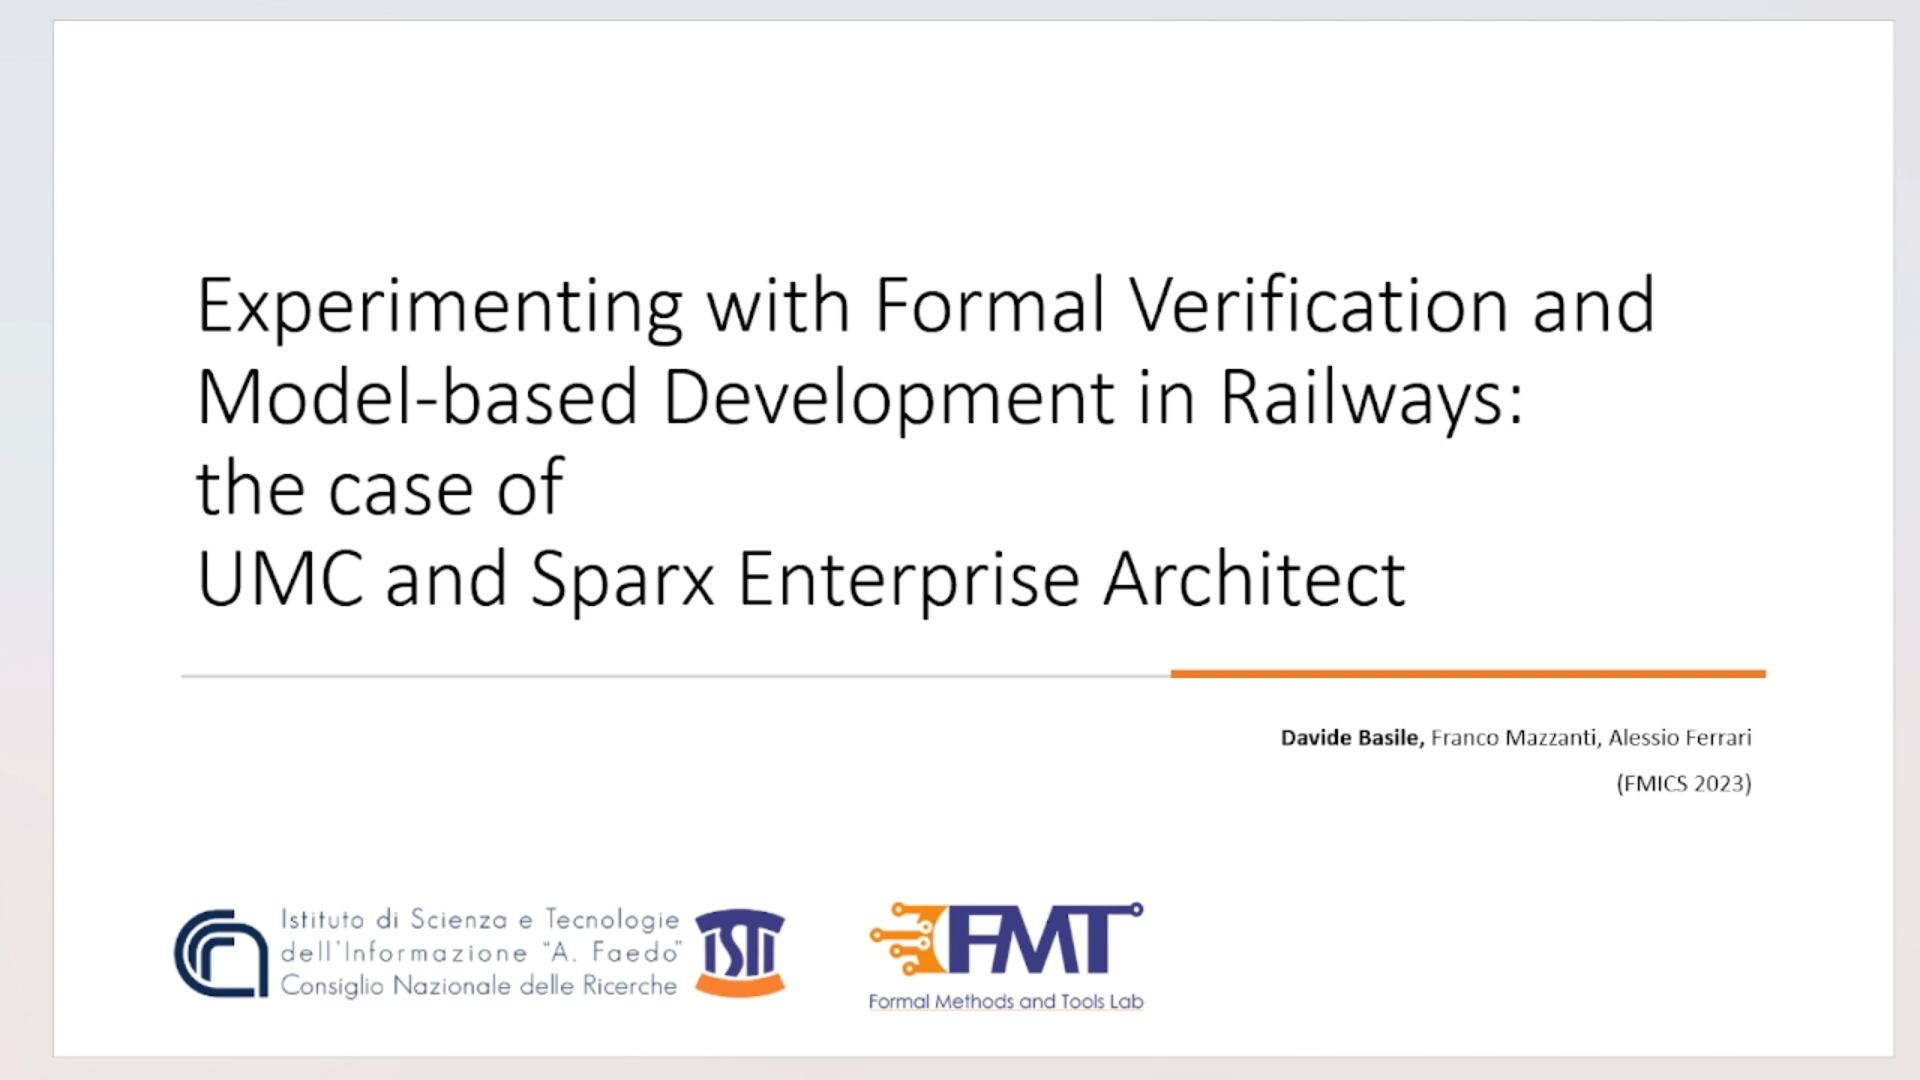 Experimenting with Formal Verification and
Model-based Development in Railways:
the case of
UMC and Sparx Enterprise Architect
Davide Basile, Franco Mazzanti, Alessio Ferrari
(FMICS 2023)
Istituto di Scienza e Tecnologie
dell'Informazione "A. Faedo"
Consiglio Nazionale delle Ricerche
ISTI
FMT
Formal Methods and Tools Lab